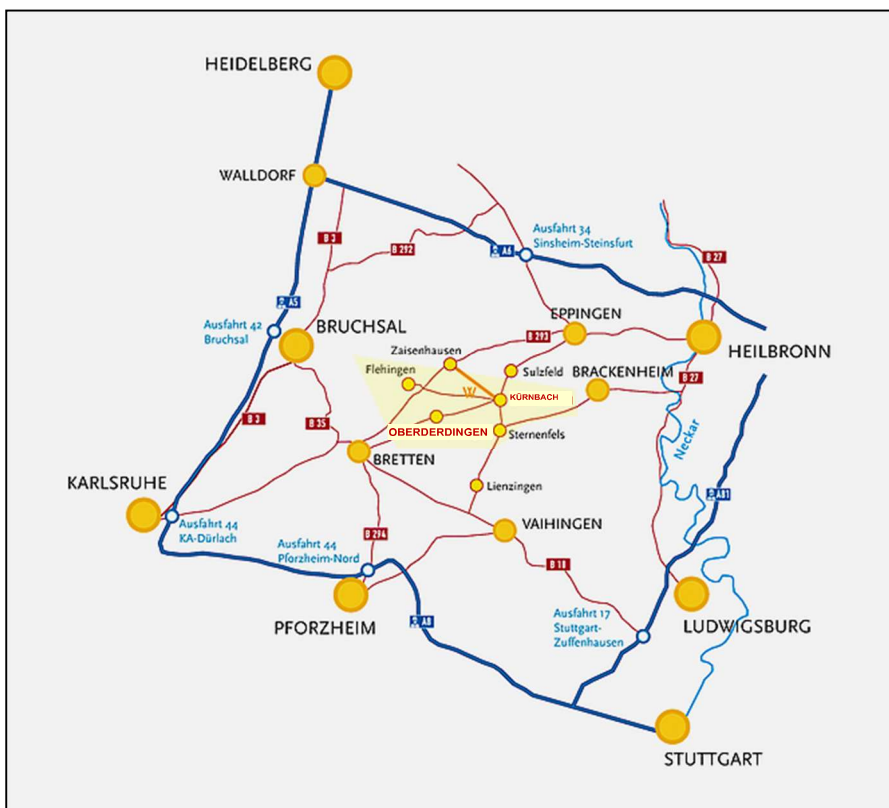 HEIDELBERG
WALLDORF
B 3
B 292
A6
Ausfahrt 34
Sinsheim-Steinsfurt
B 27
A5
Ausfahrt 42
Bruchsal
BRUCHSAL
EPPINGEN
B 293
HEILBRONN
Zaisenhausen
Flehingen
Sulzfeld
BRACKENHEIM
B 27
KÜRNBACH
B 3
B 35
OBERDERDINGEN
Sternenfels
Neckar
BRETTEN
KARLSRUHE
Lienzingen
A81
Ausfahrt 44
KA-Dürlach
VAIHINGEN
B 294
Ausfahrt 44
Pforzheim-Nord
B 10
PFORZHEIM
A8
Ausfahrt 17
Stuttgart-
Zuffenhausen
LUDWIGSBURG
STUTTGART